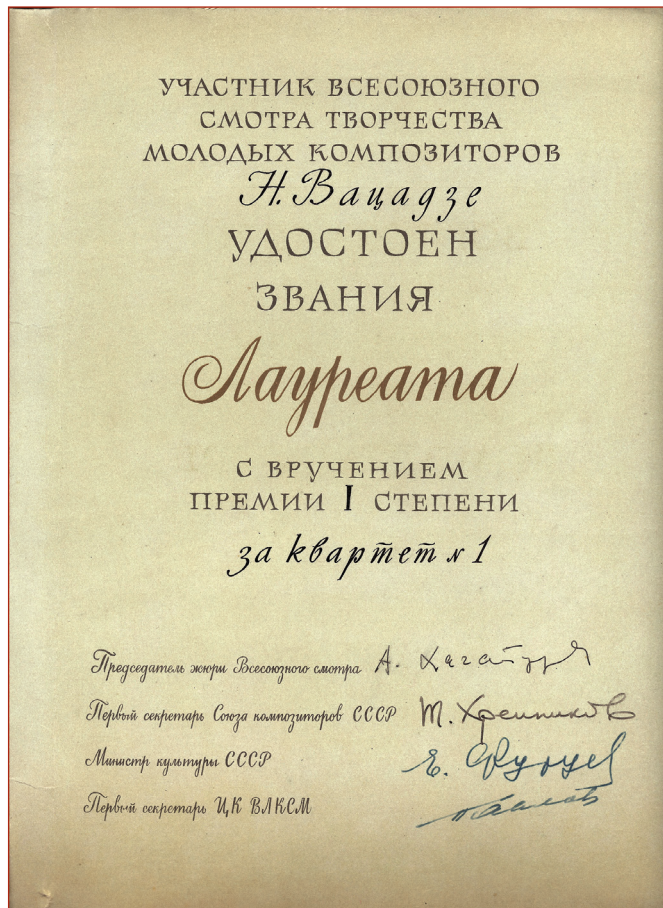 УЧАСТНИК ВСЕСОЮЗНОГО
СМОТРА ТВОРЧЕСТВА
МОЛОДЫХ КОМПОЗИТОРОВ
Н. Вацадзе
УДОСТОЕН
ЗВАНИЯ
Лауреата
С ВРУЧЕНИЕМ
ПРЕМИИ I СТЕПЕНИ
за квартет № 1
Председатель жюри Всесоюзного смотра А.
Первый секретарь Союза композиторов СССР Т. Хренников
Министр культуры СССР Е. Фурцев
Первый секретарь ЦК ВЛКСМ